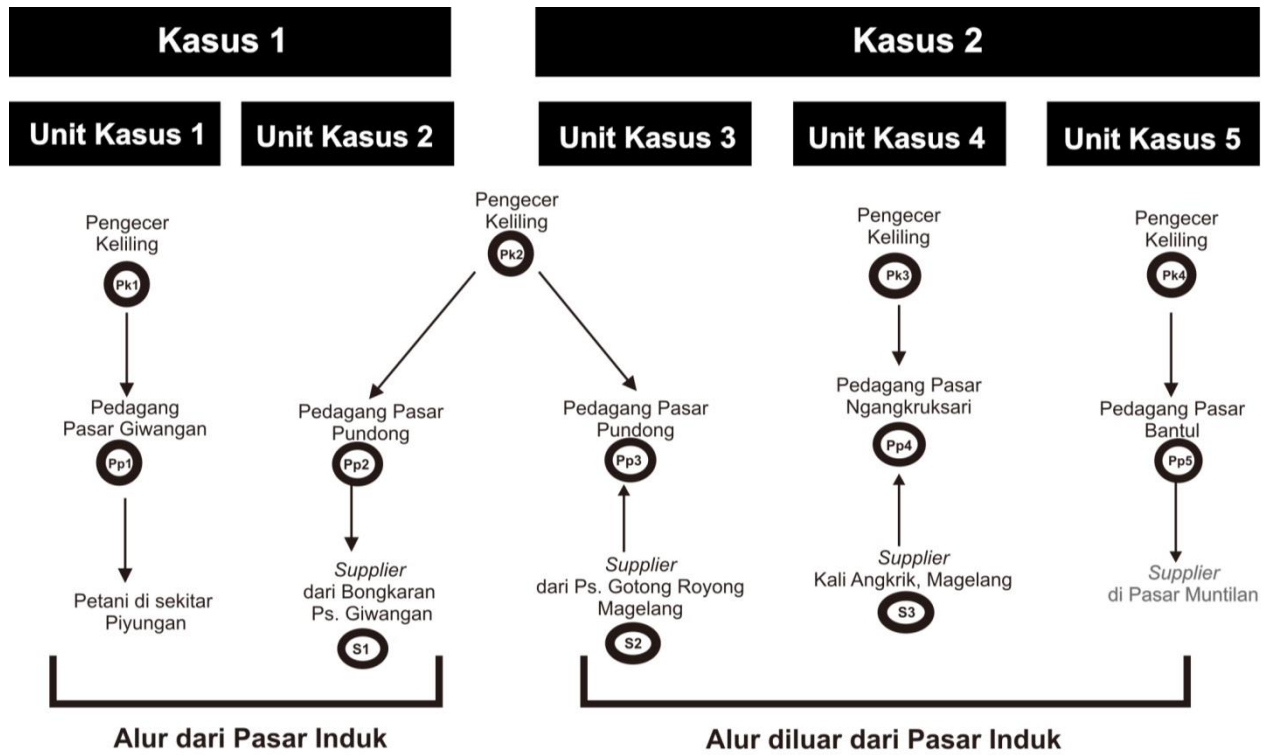 Kasus 1
Kasus 2
Unit Kasus 1
Unit Kasus 2
Unit Kasus 3
Unit Kasus 4
Unit Kasus 5
Pengecer
Keliling
Pk1
Pengecer
Keliling
Pk2
Pengecer
Keliling
Pk3
Pengecer
Keliling
Pk4
Pedagang
Pasar Giwangan
Pp1
Pedagang Pasar
Pundong
Pp2
Pedagang Pasar
Pundong
Pp3
Pedagang Pasar
Ngangkruksari
Pp4
Pedagang Pasar
Bantul
Pp5
Petani di sekitar
Piyungan
Supplier
dari Bongkaran
Ps. Giwangan
S1
Supplier
dari Ps. Gotong Royong
Magelang
S2
Supplier
Kali Angkrik, Magelang
S3
Supplier
di Pasar Muntilan
Alur dari Pasar Induk
Alur diluar dari Pasar Induk